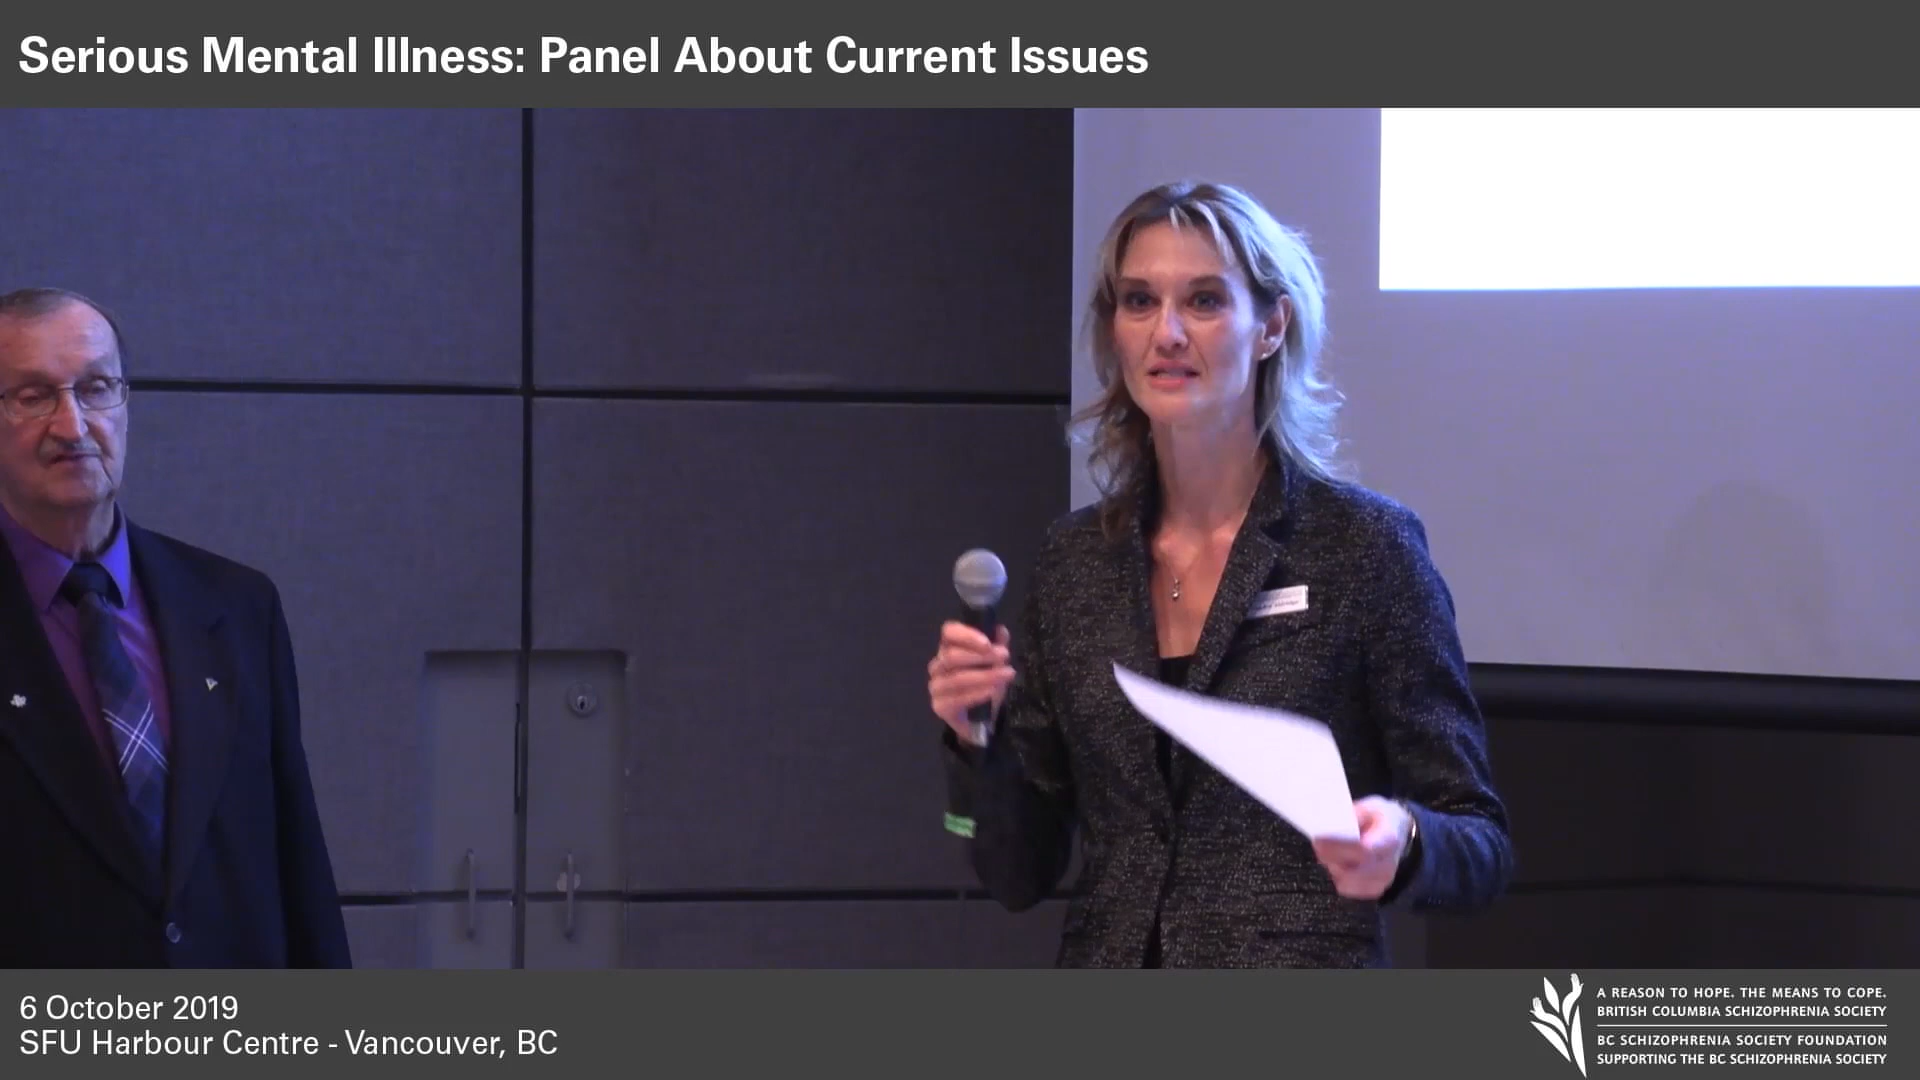 Serious Mental Illness: Panel About Current Issues
6 October 2019
SFU Harbour Centre - Vancouver, BC
A REASON TO HOPE. THE MEANS TO COPE.
BRITISH COLUMBIA SCHIZOPHRENIA SOCIETY
BC SCHIZOPHRENIA SOCIETY FOUNDATION
SUPPORTING THE BC SCHIZOPHRENIA SOCIETY